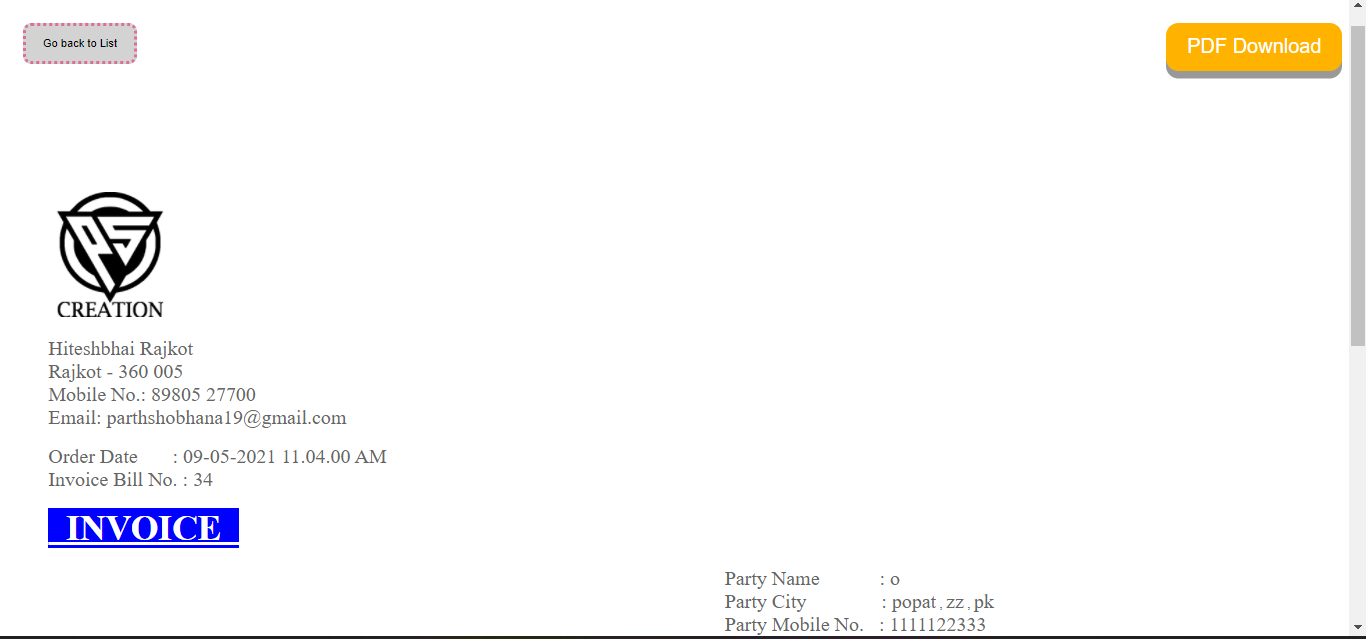 Go back to List
PDF Download
PS
CREATION
Hiteshbhai Rajkot
Rajkot - 360 005
Mobile No.: 89805 27700
Email: parthshobhana19@gmail.com
Order Date : 09-05-2021 11.04.00 AM
Invoice Bill No. : 34
INVOICE
Party Name : o
Party City : popat , zz , pk
Party Mobile No. : 1111122333